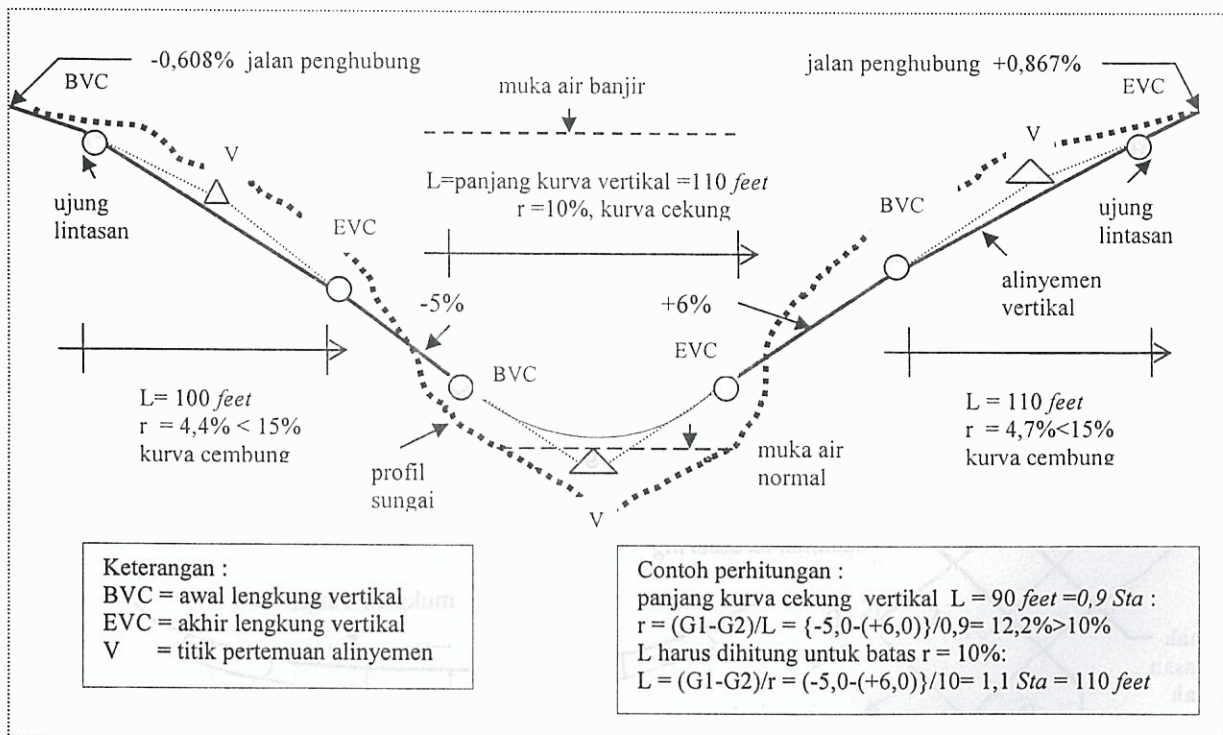 -0,608% jalan penghubung
BVC
jalan penghubung +0,867%
EVC
muka air banjir
V
V
L=panjang kurva vertikal =110 feet
r =10%, kurva cekung
ujung
lintasan
EVC
BVC
ujung
lintasan
-5%
+6%
alinyemen
vertikal
EVC
BVC
L= 100 feet
r = 4,4% < 15%
kurva cembung
L = 110 feet
r = 4,7%<15%
kurva cembung
profil
sungai
muka air
normal
V
Keterangan :
BVC = awal lengkung vertikal
EVC = akhir lengkung vertikal
V = titik pertemuan alinyemen
Contoh perhitungan :
panjang kurva cekung vertikal L = 90 feet =0,9 Sta :
r = (G1-G2)/L = {-5,0-(+6,0)}/0,9= 12,2%>10%
L harus dihitung untuk batas r = 10%:
L = (G1-G2)/r = (-5,0-(+6,0)}/10= 1,1 Sta = 110 feet